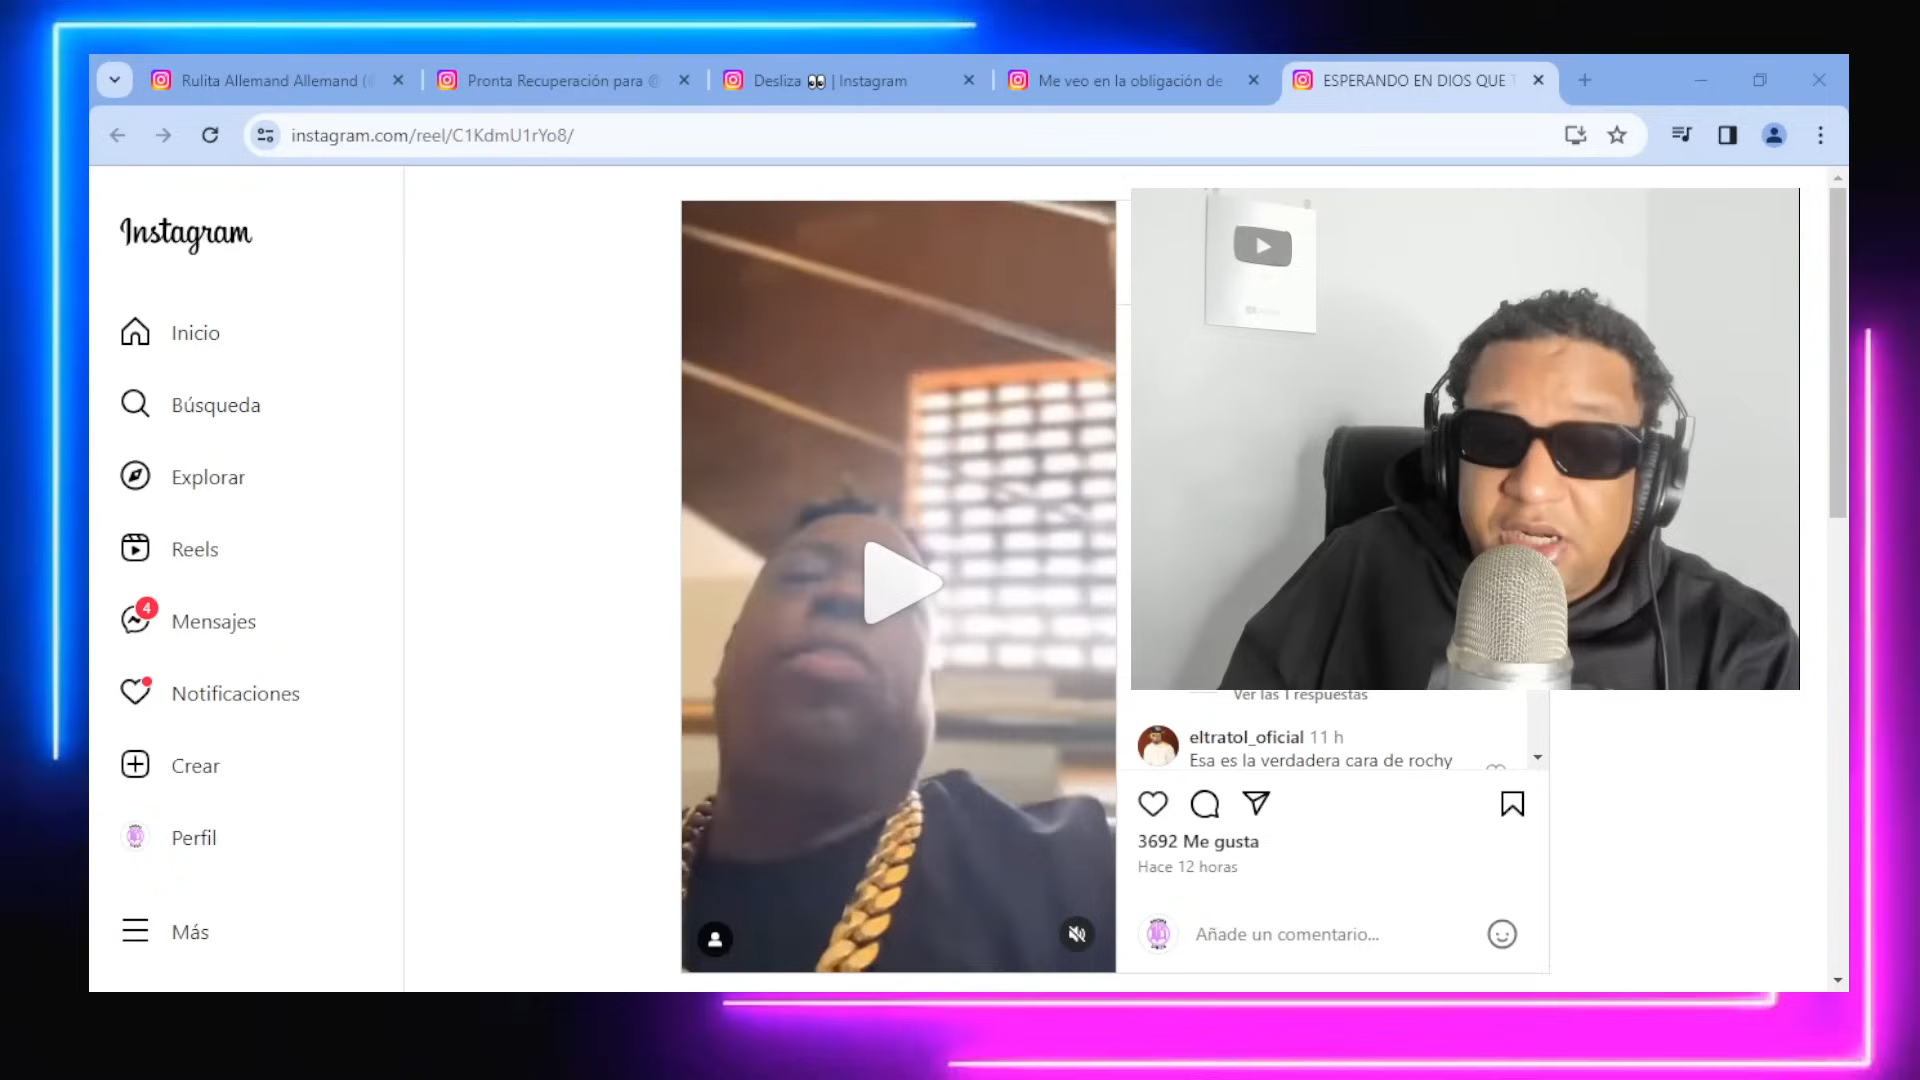 Rulita Allemand Allemand (
Pronta Recuperación para @
Desliza 👀 | Instagram
Me veo en la obligación de
ESPERANDO EN DIOS QUE T
instagram.com/reel/C1KdmU1rYo8/
Instagram
Inicio
Búsqueda
Explorar
Reels
4
Mensajes
Notificaciones
Crear
Perfil
Más
Ver las 1 respuestas
eltratol_oficial 11 h
Esa es la verdadera cara de rochy
3692 Me gusta
Hace 12 horas
Añade un comentario...